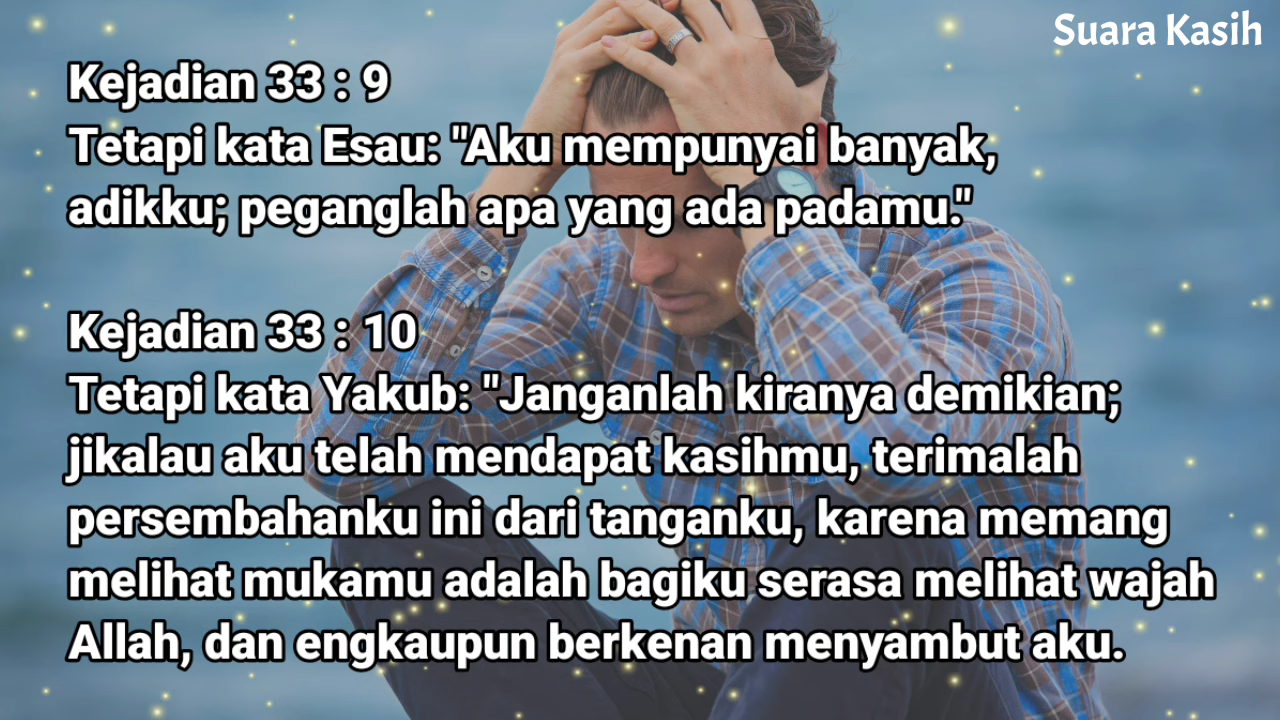 Suara Kasih
Kejadian 33 : 9
Tetapi kata Esau: "Aku mempunyai banyak,
adikku; peganglah apa yang ada padamu."
Kejadian 33 : 10
Tetapi kata Yakub: "Janganlah kiranya demikian;
jikalau aku telah mendapat kasihmu, terimalah
persembahanku ini dari tanganku, karena memang
melihat mukamu adalah bagiku serasa melihat wajah
Allah, dan engkaupun berkenan menyambut aku.